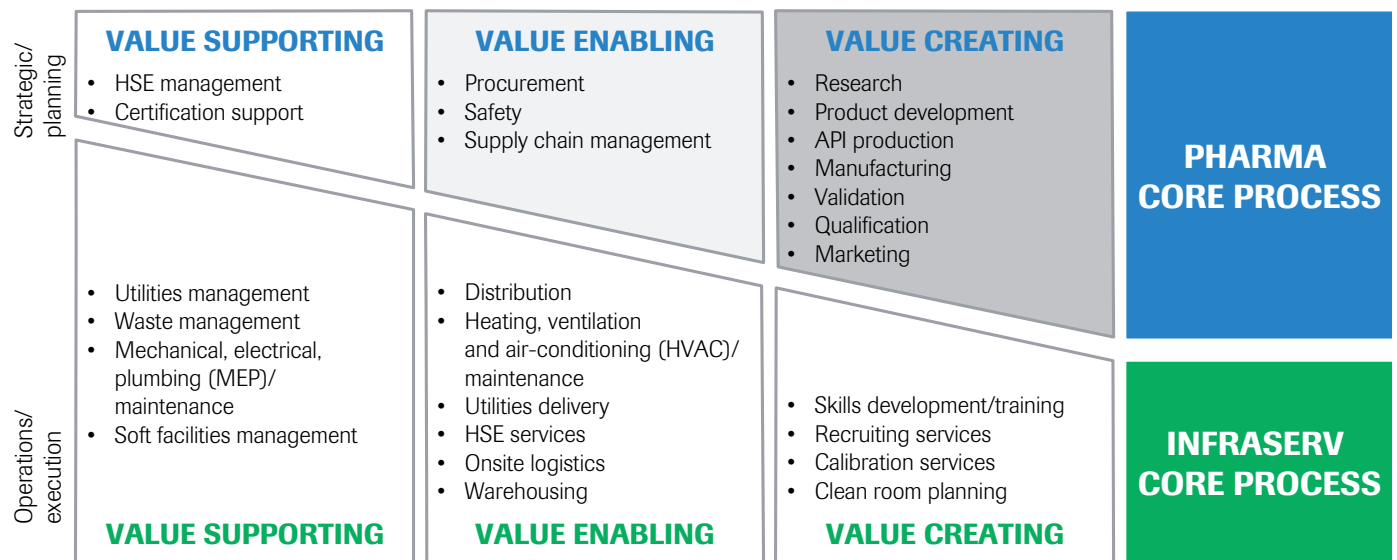 Strategic/
planning
VALUE SUPPORTING
• HSE management
• Certification support
VALUE ENABLING
• Procurement
• Safety
• Supply chain management
VALUE CREATING
• Research
• Product development
• API production
• Manufacturing
• Validation
• Qualification
• Marketing
PHARMA
CORE PROCESS
Operations/
execution
• Utilities management
• Waste management
• Mechanical, electrical,
plumbing (MEP)/
maintenance
• Soft facilities management
VALUE SUPPORTING
• Distribution
• Heating, ventilation
and air-conditioning (HVAC)/
maintenance
• Utilities delivery
• HSE services
• Onsite logistics
• Warehousing
VALUE ENABLING
• Skills development/training
• Recruiting services
• Calibration services
• Clean room planning
VALUE CREATING
INFRASERV
CORE PROCESS